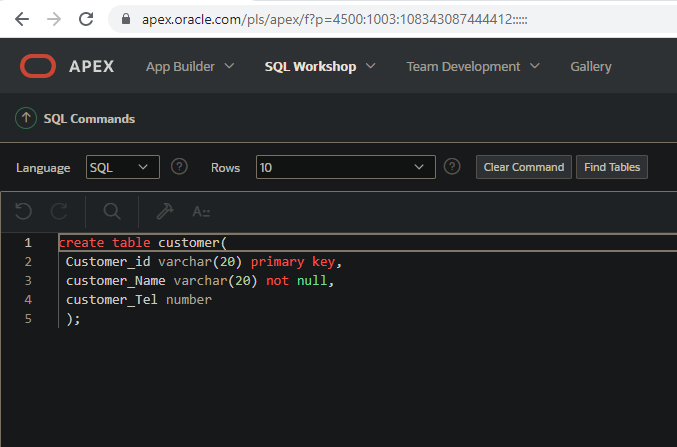 apex.oracle.com/pls/apex/f?p=4500:1003:108343087444412:::::
APEX App Builder SQL Workshop Team Development Gallery
SQL Commands
Language SQL ? Rows 10 ? Clear Command Find Tables
A::
1 create table customer(
2 Customer_id varchar(20) primary key,
3 customer_Name varchar(20) not null,
4 customer_Tel number
5 );